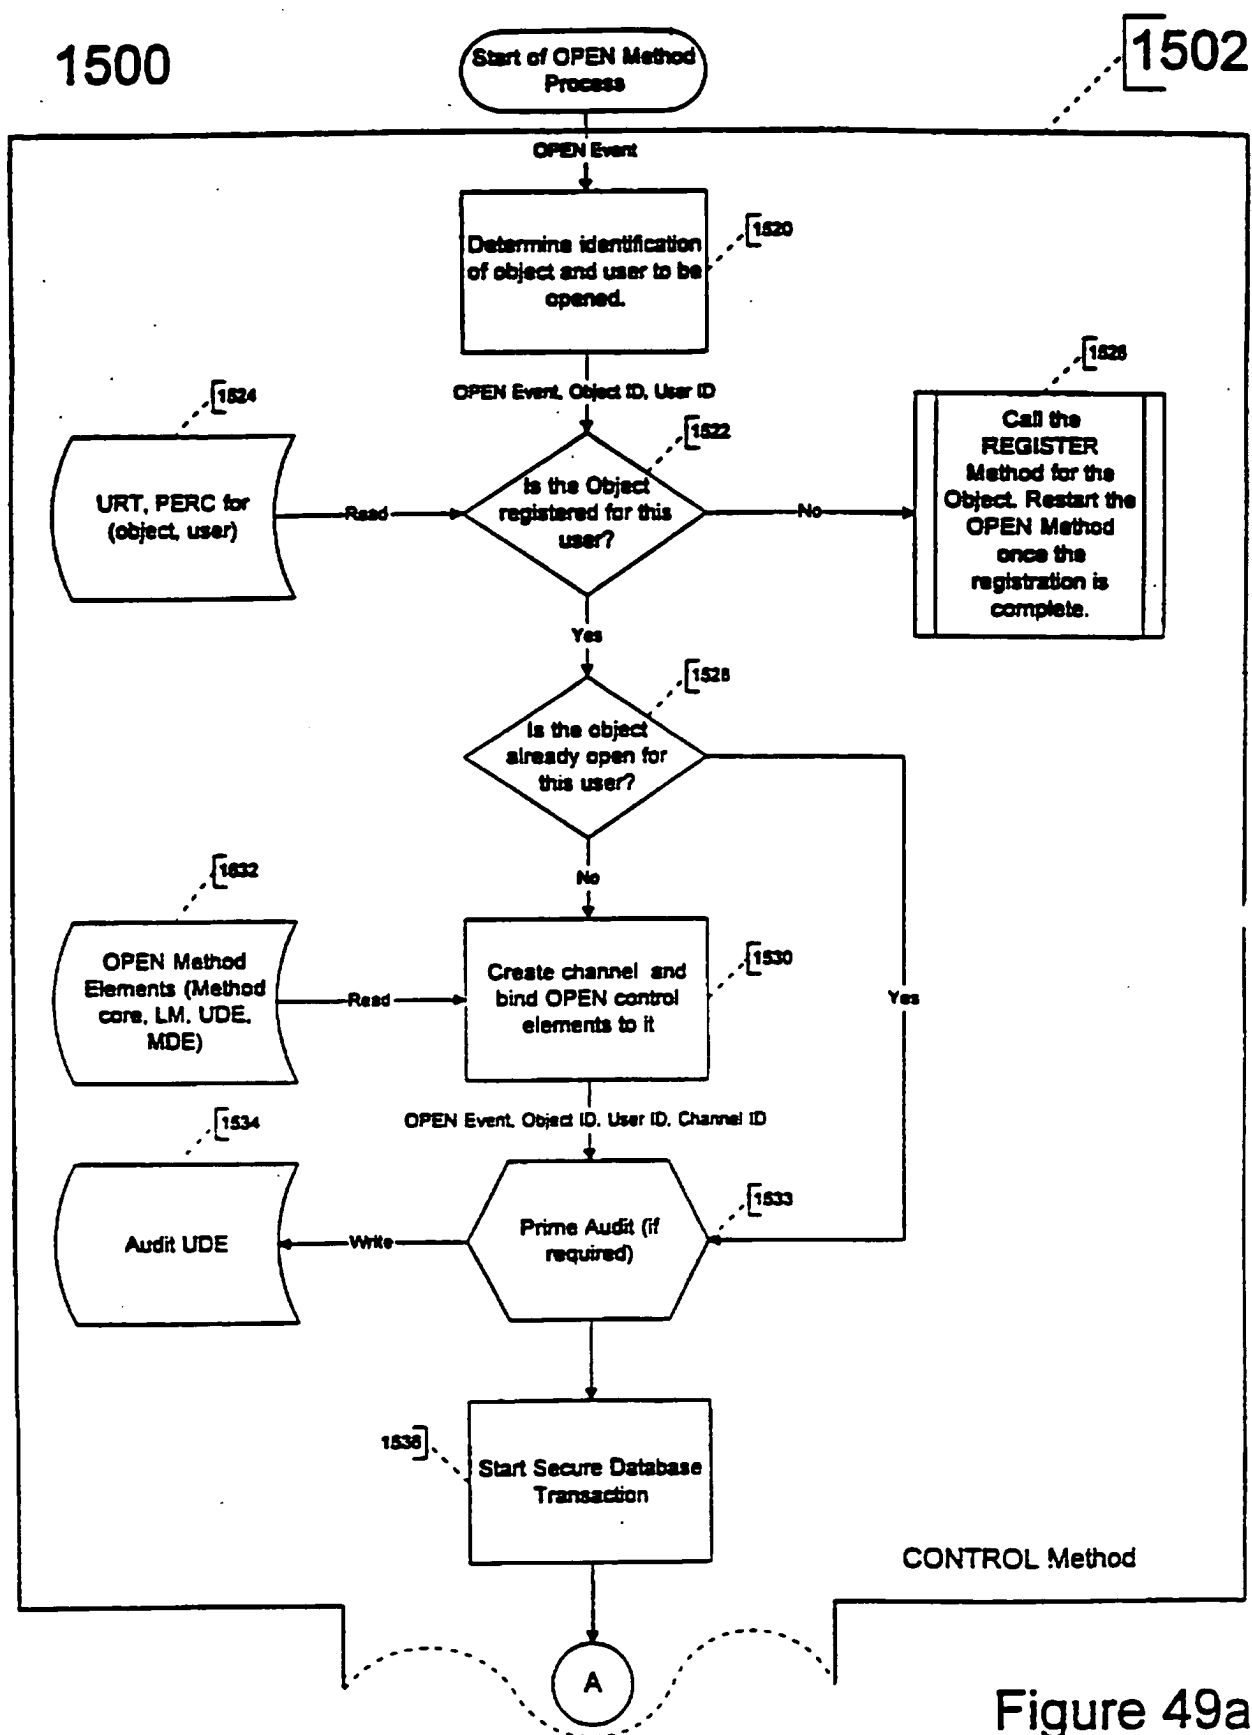 1500
Start of OPEN Method
Process
1502
OPEN Event
Determine identification
of object and user to be
opened.
1520
OPEN Event, Object ID, User ID
1524
URT, PERC for
(object, user)
Read
1522
Is the Object
registered for this
user?
No
1526
Call the
REGISTER
Method for the
Object. Restart the
OPEN Method
once the
registration is
complete.
Yes
1528
Is the object
already open for
this user?
No
Yes
1532
OPEN Method
Elements (Method
core, LM, UDE,
MDE)
Read
Create channel and
bind OPEN control
elements to it
1530
OPEN Event, Object ID, User ID, Channel ID
1534
Audit UDE
Write
Prime Audit (if
required)
1533
1536
Start Secure Database
Transaction
CONTROL Method
A
Figure 49a